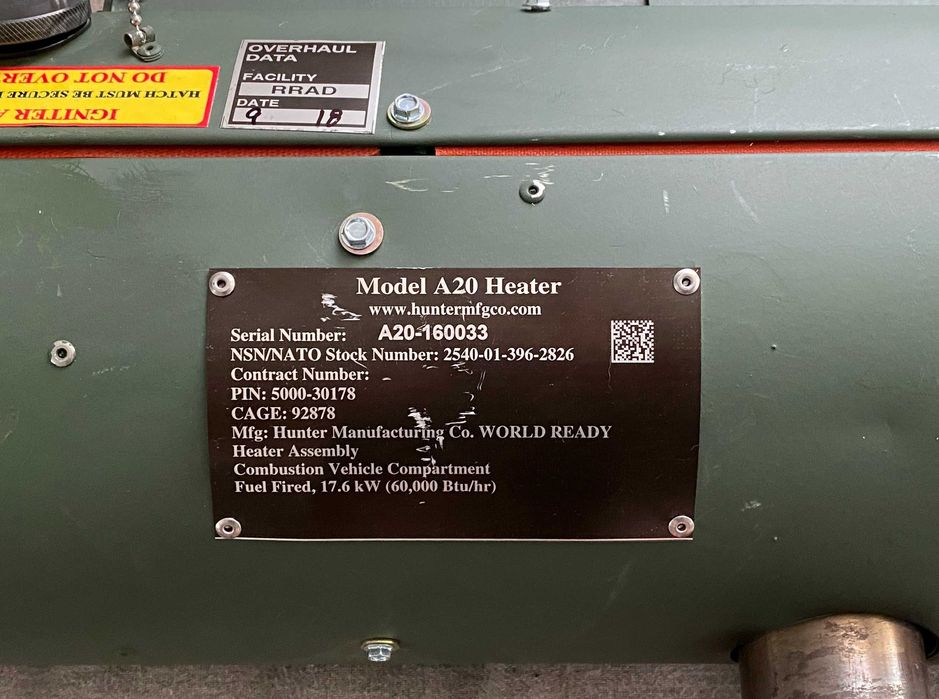 OVERHAUL
DATA
FACILITY
RRAD
DATE
9 18
IGNITER
HATCH MUST BE SECURE
DO NOT OVER
Model A20 Heater
www.huntermfgco.com
Serial Number: A20-160033
NSN/NATO Stock Number: 2540-01-396-2826
Contract Number:
PIN: 5000-30178
CAGE: 92878
Mfg: Hunter Manufacturing Co. WORLD READY
Heater Assembly
Combustion Vehicle Compartment
Fuel Fired, 17.6 kW (60,000 Btu/hr)